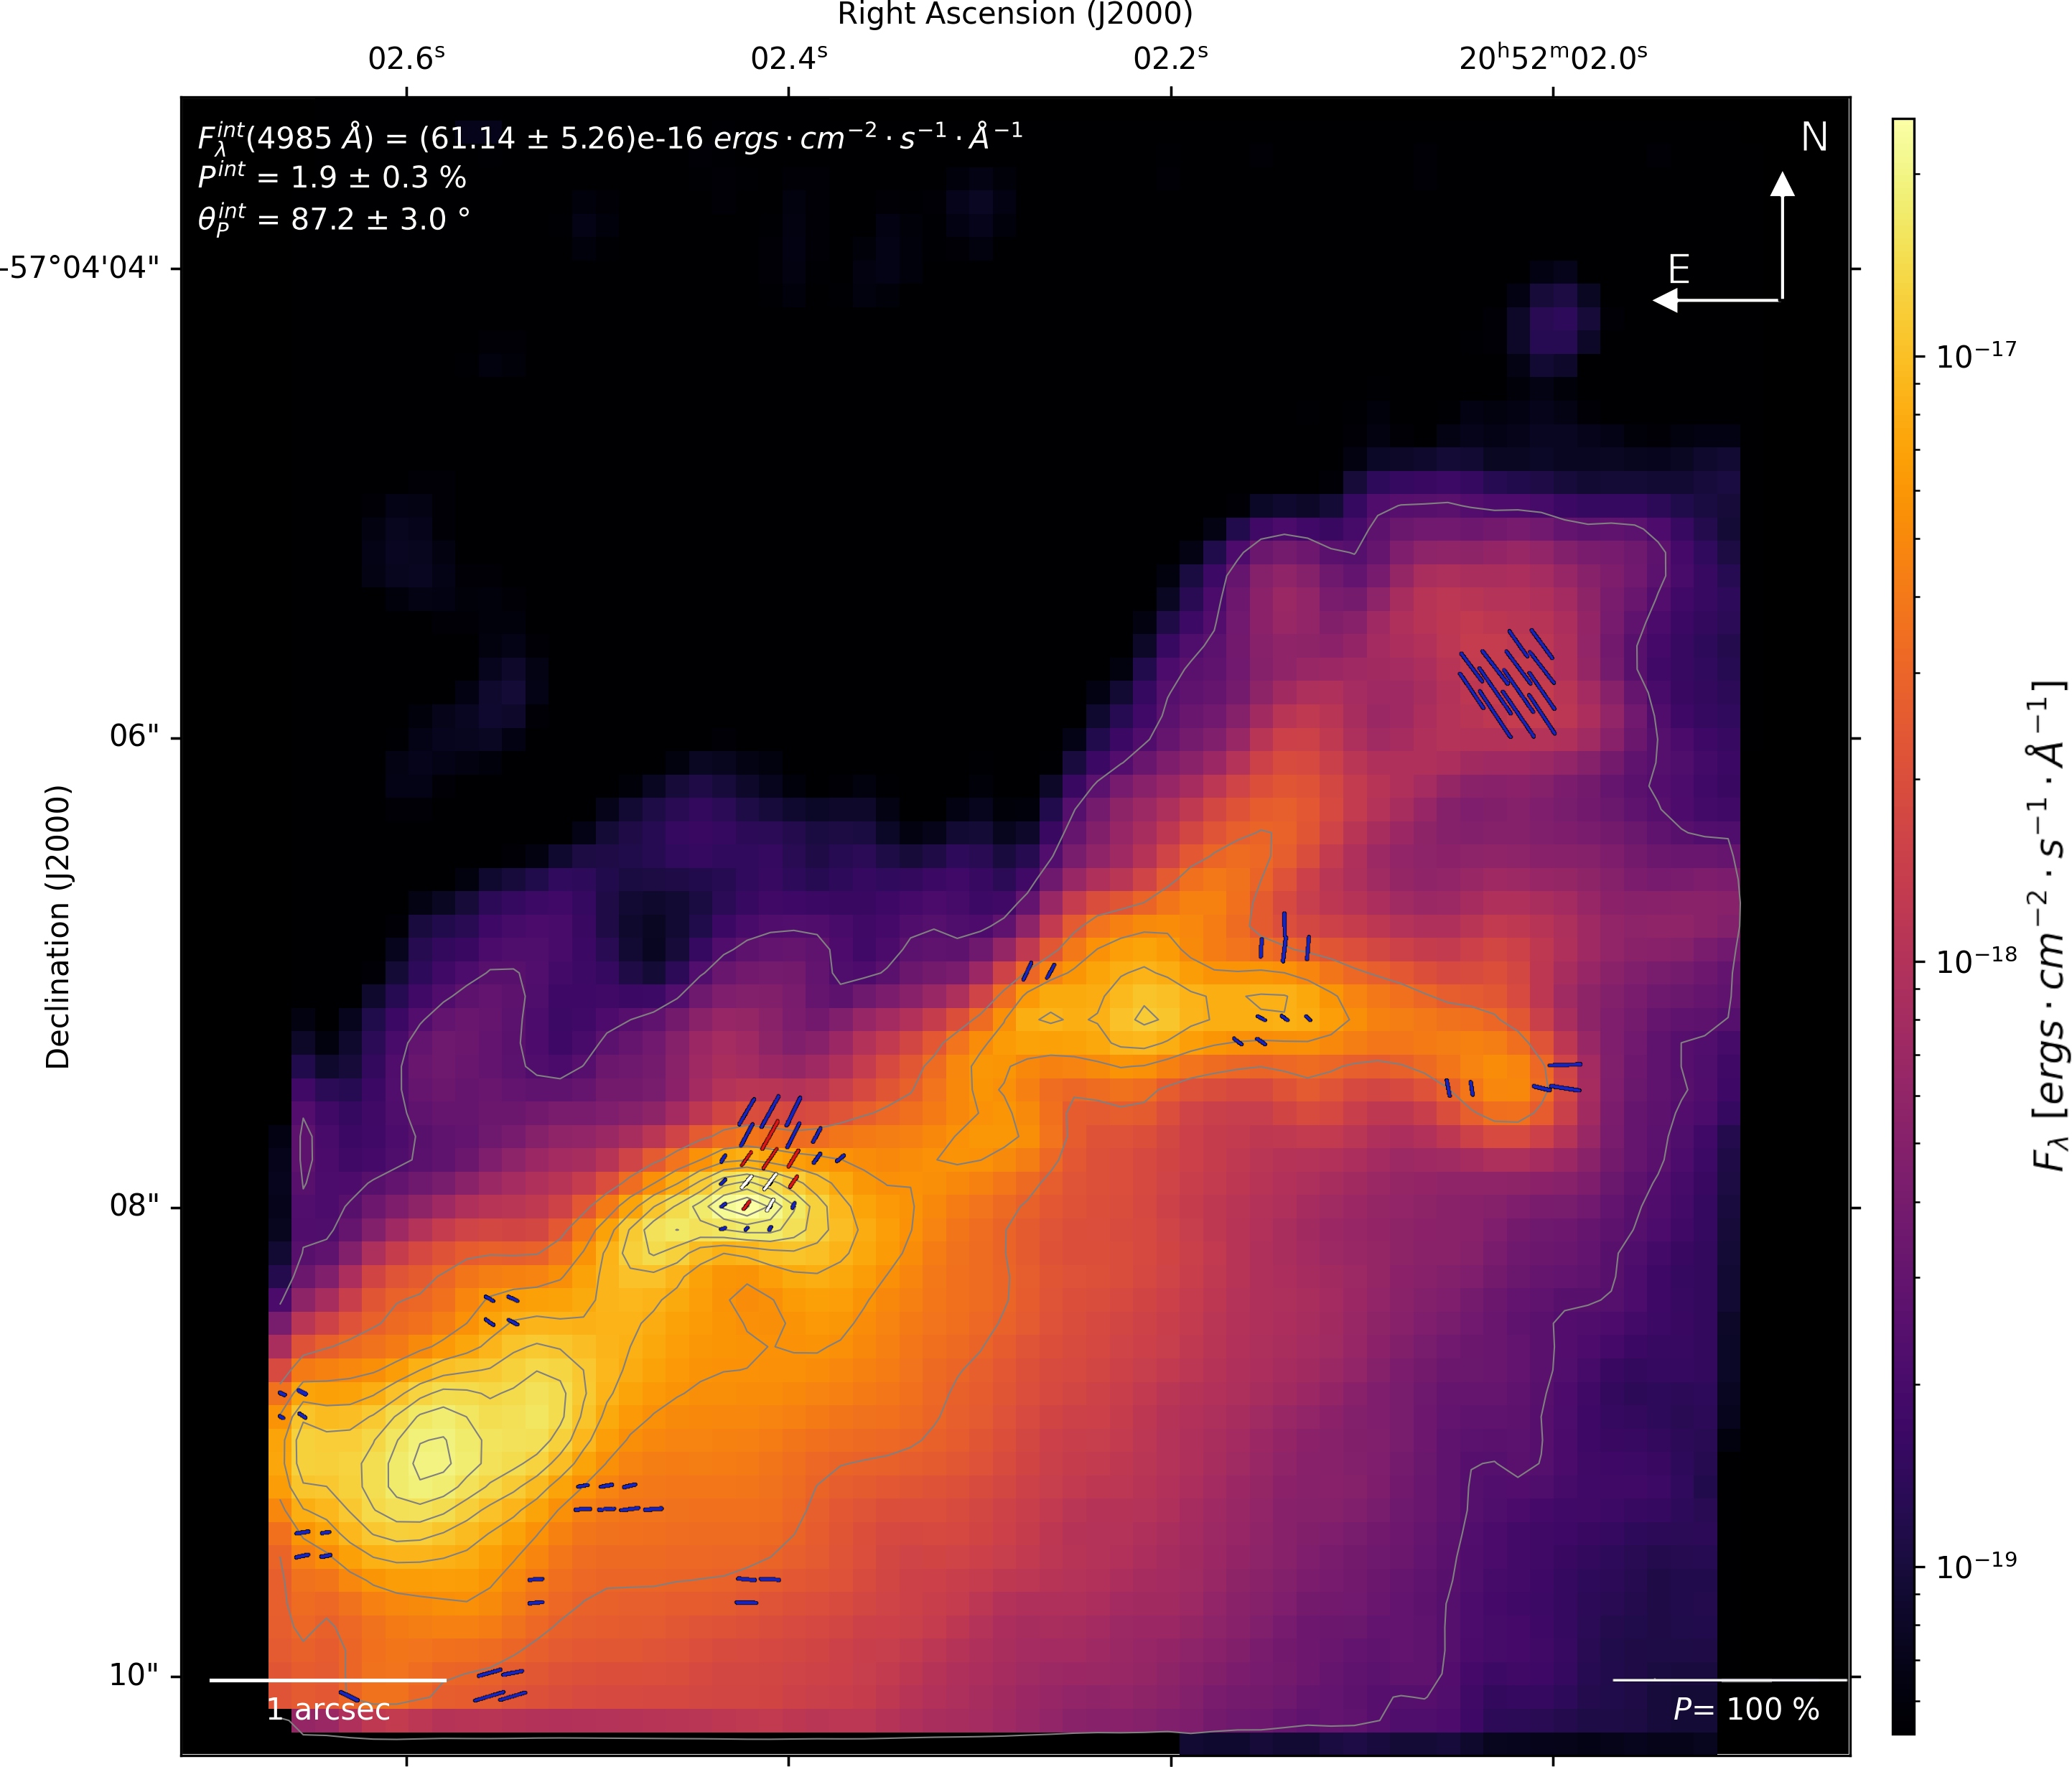 Right Ascension (J2000)
02.6ˢ 02.4ˢ 02.2ˢ 20ʰ52ᵐ02.0ˢ
F_λ^int(4985 Å) = (61.14 ± 5.26)e-16 ergs · cm⁻² · s⁻¹ · Å⁻¹
P^int = 1.9 ± 0.3 %
θ_P^int = 87.2 ± 3.0 °
N
E
-57°04'04"
06"
08"
10"
Declination (J2000)
1 arcsec
P= 100 %
10⁻¹⁷
10⁻¹⁸
10⁻¹⁹
F_λ [ergs · cm⁻² · s⁻¹ · Å⁻¹]